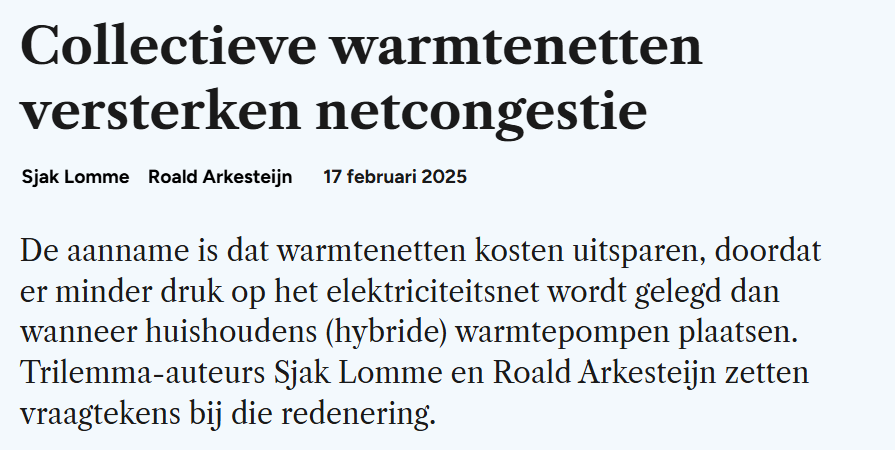 Collectieve warmtenetten
versterken netcongestie
Sjak Lomme Roald Arkesteijn 17 februari 2025
De aanname is dat warmtenetten kosten uitsparen, doordat
er minder druk op het elektriciteitsnet wordt gelegd dan
wanneer huishoudens (hybride) warmtepompen plaatsen.
Trilemma-auteurs Sjak Lomme en Roald Arkesteijn zetten
vraagtekens bij die redenering.